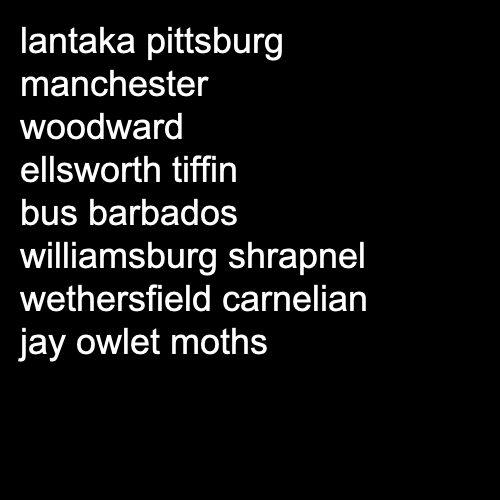 lantaka pittsburg
manchester
woodward
ellsworth tiffin
bus barbados
williamsburg shrapnel
wethersfield carnelian
jay owlet moths